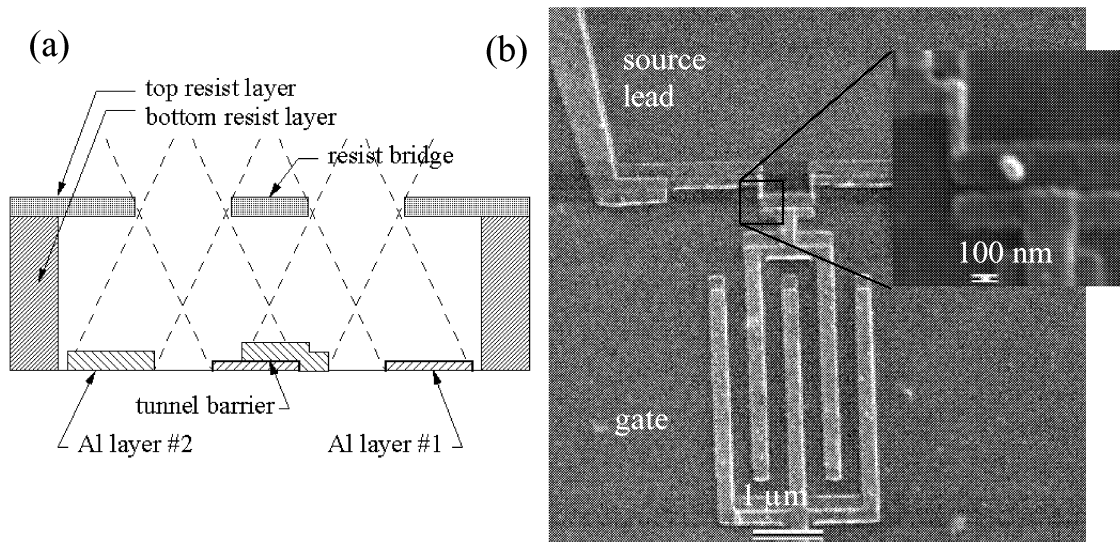 (a)
top resist layer
bottom resist layer
resist bridge
tunnel barrier
Al layer #2
Al layer #1
(b)
source
lead
100 nm
gate
1 μm